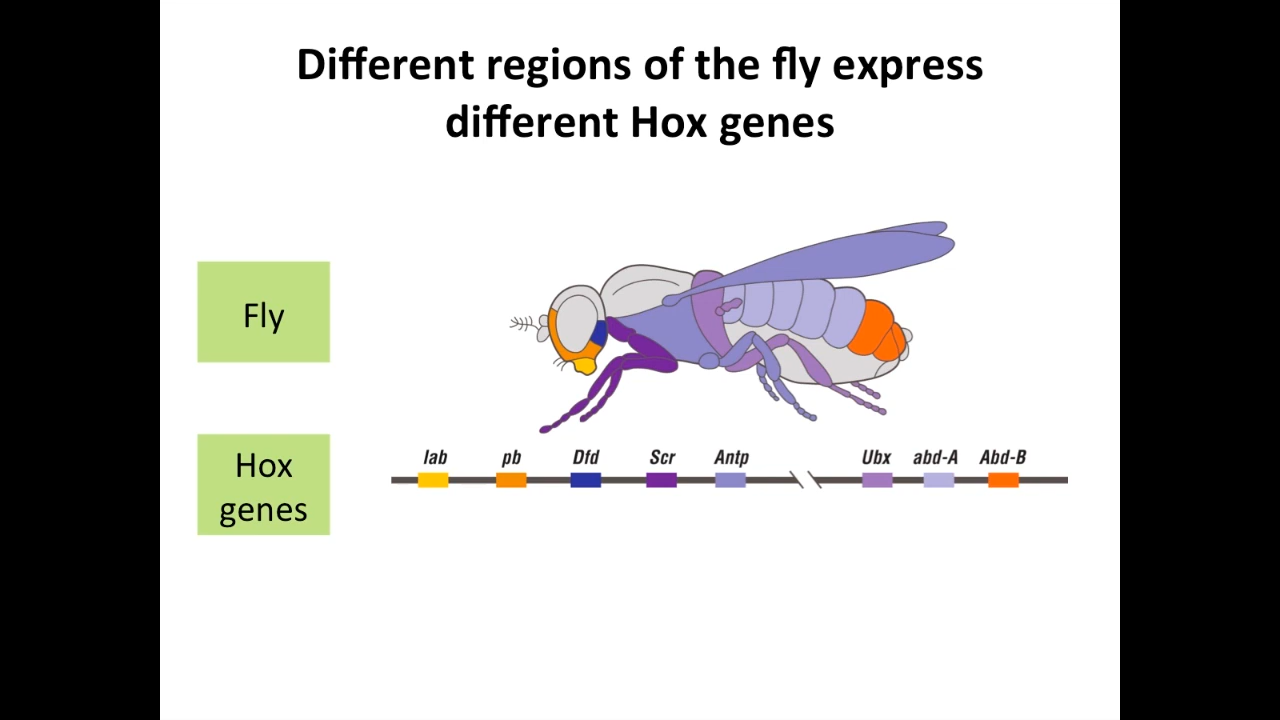 Different regions of the fly express
different Hox genes
Fly
Hox
genes
lab pb Dfd Scr Antp Ubx abd-A Abd-B